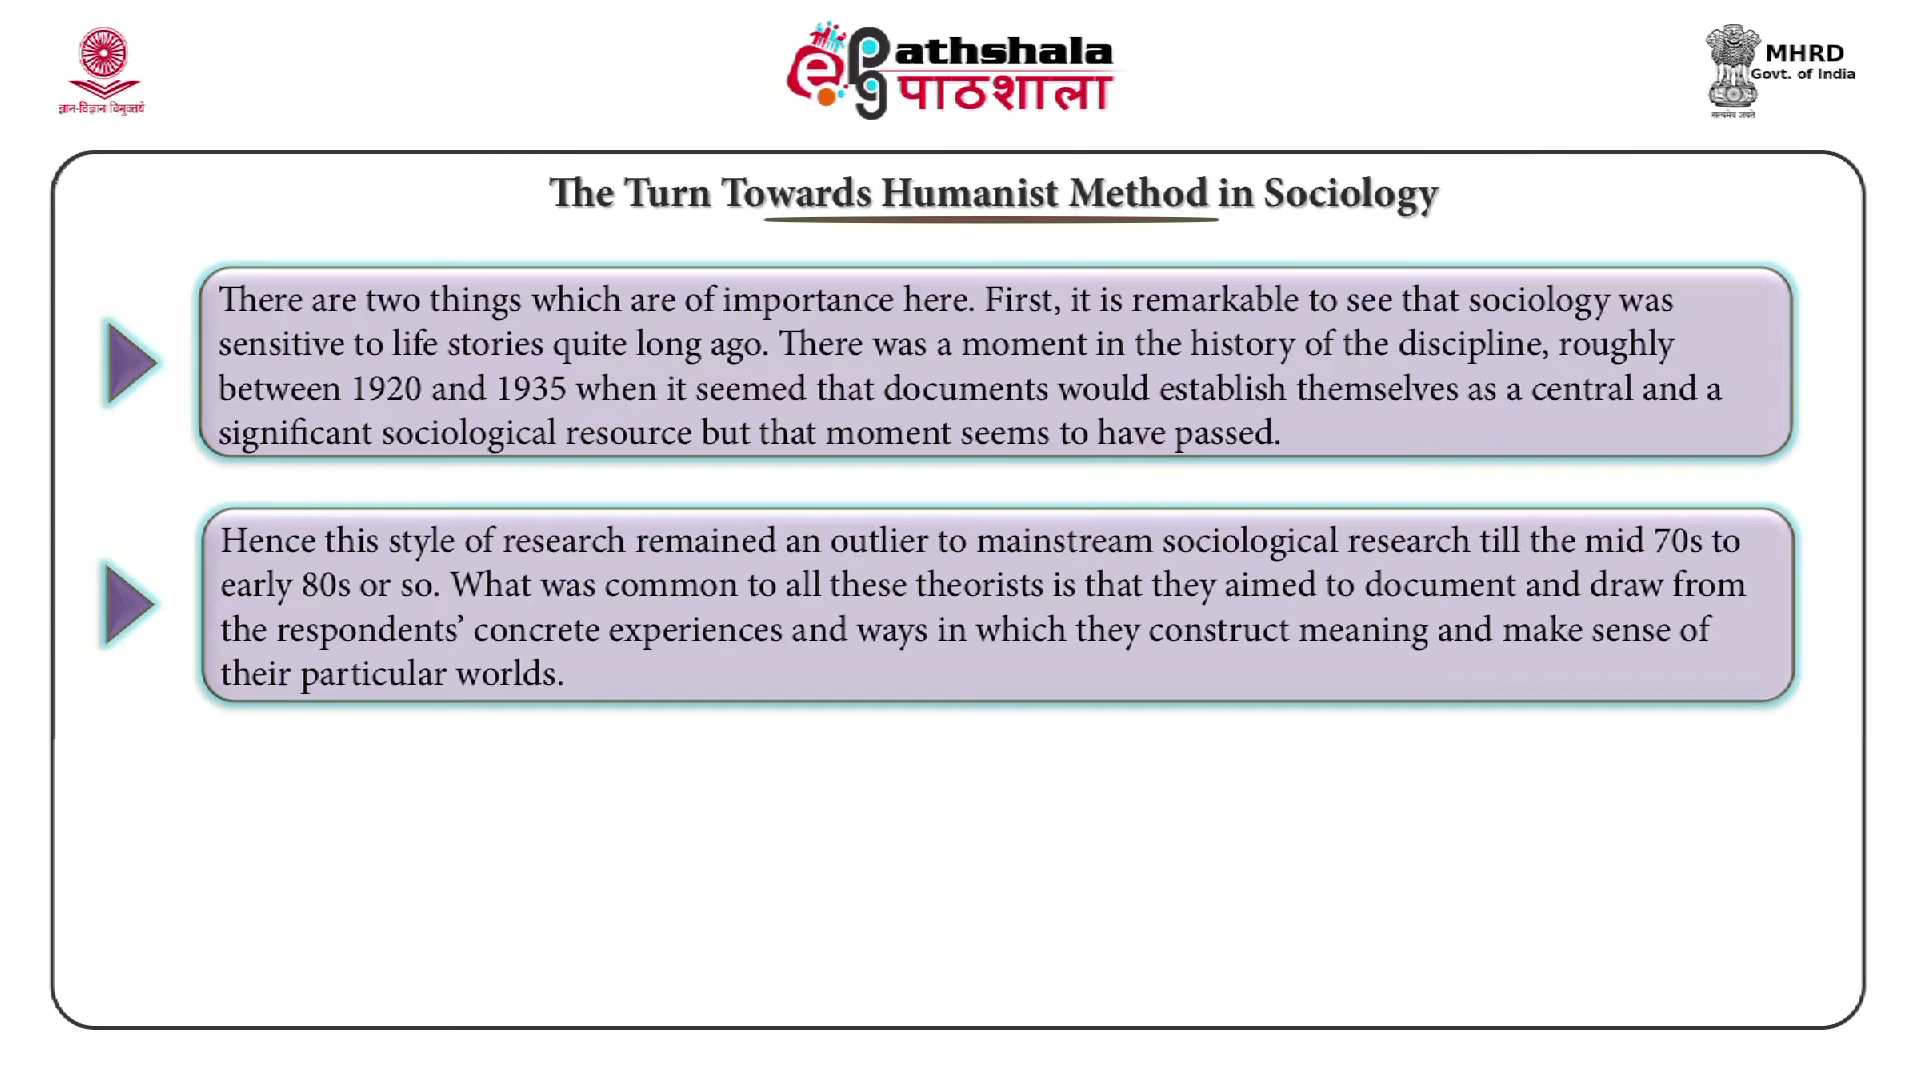 ज्ञान-विज्ञान विमुक्तये
ePathshala
पाठशाला
MHRD
Govt. of India
सत्यमेव जयते
The Turn Towards Humanist Method in Sociology
There are two things which are of importance here. First, it is remarkable to see that sociology was
sensitive to life stories quite long ago. There was a moment in the history of the discipline, roughly
between 1920 and 1935 when it seemed that documents would establish themselves as a central and a
significant sociological resource but that moment seems to have passed.
Hence this style of research remained an outlier to mainstream sociological research till the mid 70s to
early 80s or so. What was common to all these theorists is that they aimed to document and draw from
the respondents’ concrete experiences and ways in which they construct meaning and make sense of
their particular worlds.